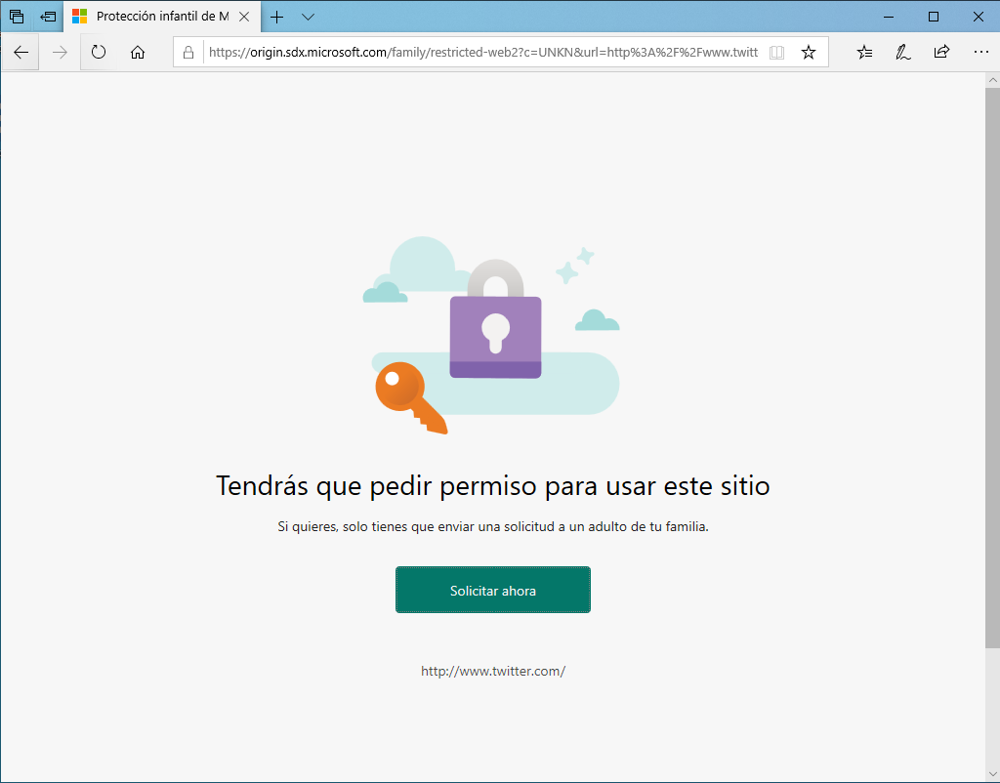 Protección infantil de M
https://origin.sdx.microsoft.com/family/restricted-web2?c=UNKN&url=http%3A%2F%2Fwww.twitt
Tendrás que pedir permiso para usar este sitio
Si quieres, solo tienes que enviar una solicitud a un adulto de tu familia.
Solicitar ahora
http://www.twitter.com/